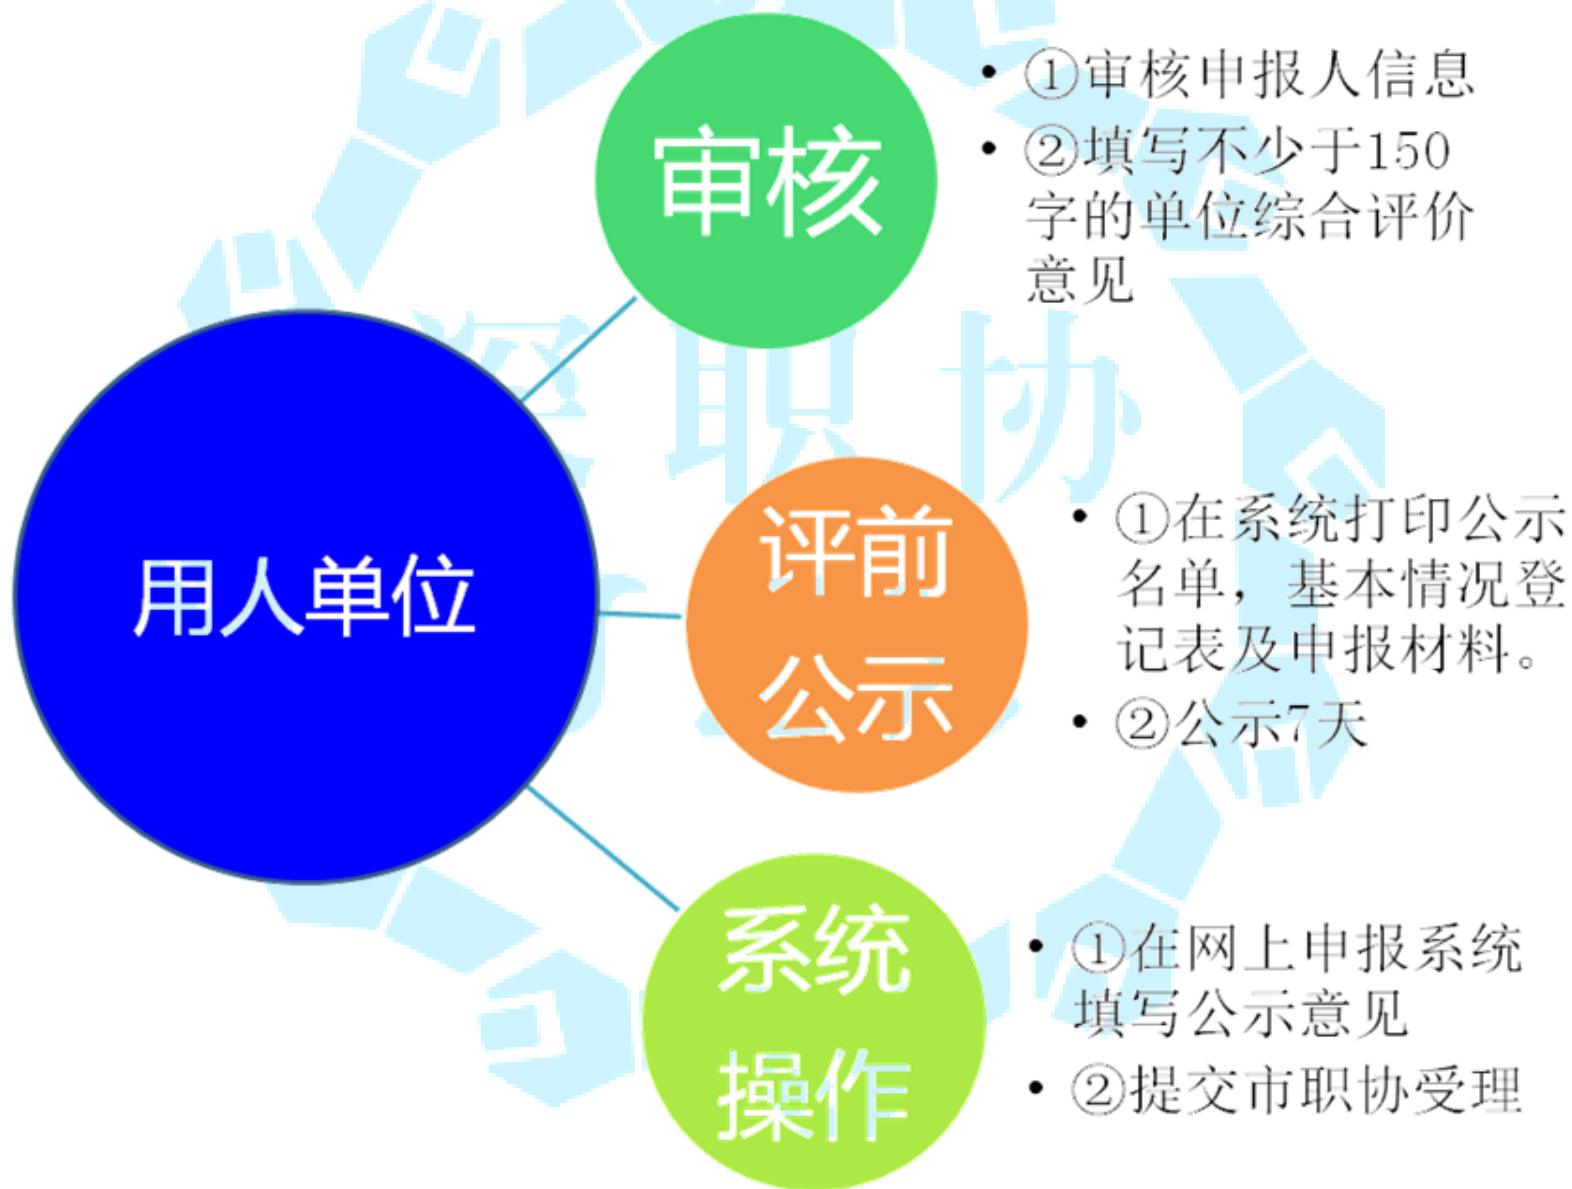 审核
①审核申报人信息
②填写不少于150
字的单位综合评价
意见
职协
用人单位
评前
公示
①在系统打印公示
名单，基本情况登
记表及申报材料。
②公示7天
系统
操作
①在网上申报系统
填写公示意见
②提交市职协受理